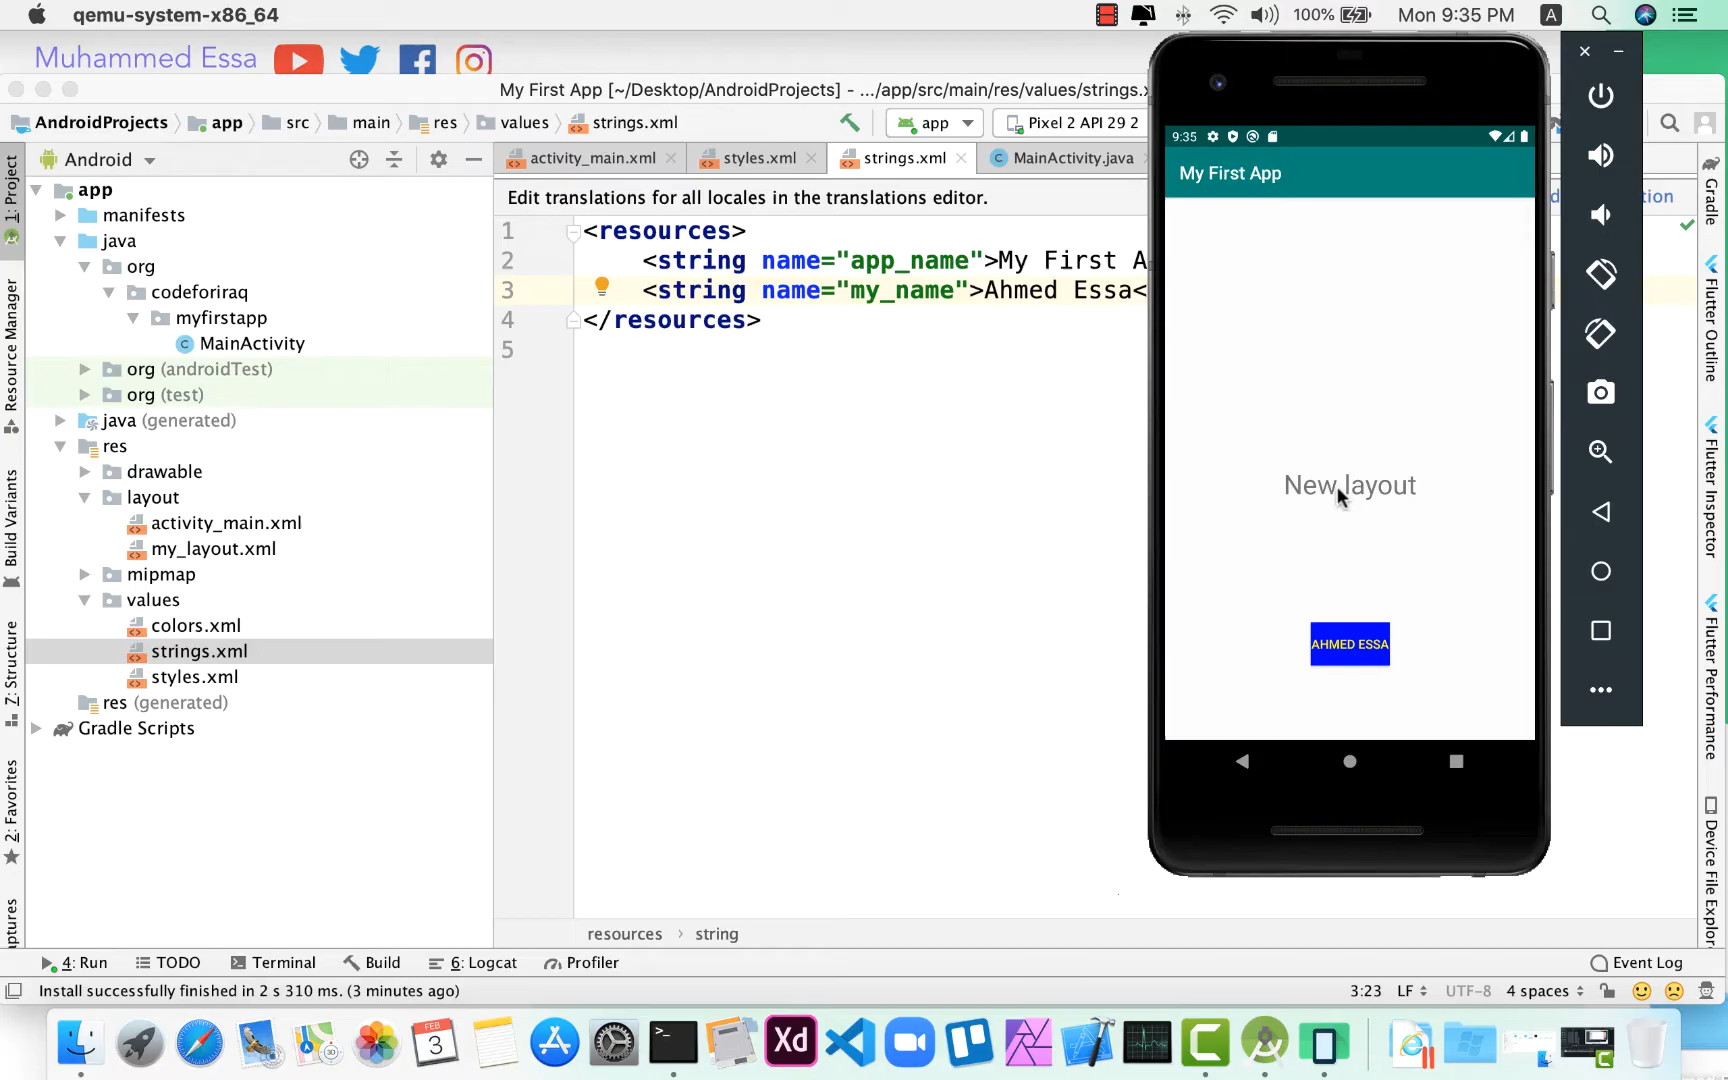 qemu-system-x86_64
100%
Mon 9:35 PM
A
Muhammed Essa
My First App [~/Desktop/AndroidProjects] - .../app/src/main/res/values/strings.x
AndroidProjects
app
src
main
res
values
strings.xml
app
Pixel 2 API 29 2
Android
activity_main.xml
styles.xml
strings.xml
MainActivity.java
Edit translations for all locales in the translations editor.
1 <resources>
2 <string name="app_name">My First A
3 <string name="my_name">Ahmed Essa<
4 </resources>
5
app
manifests
java
org
codeforiraq
myfirstapp
MainActivity
org (androidTest)
org (test)
java (generated)
res
drawable
layout
activity_main.xml
my_layout.xml
mipmap
values
colors.xml
strings.xml
styles.xml
res (generated)
Gradle Scripts
1: Project
Resource Manager
Build Variants
7: Structure
2: Favorites
aptures
9:35
My First App
New layout
AHMED ESSA
Gradle
Flutter Outline
Flutter Inspector
Flutter Performance
Device File Explor
resources › string
4: Run
TODO
Terminal
Build
6: Logcat
Profiler
Event Log
Install successfully finished in 2 s 310 ms. (3 minutes ago)
3:23
LF
UTF-8
4 spaces
FEB
3
Xd